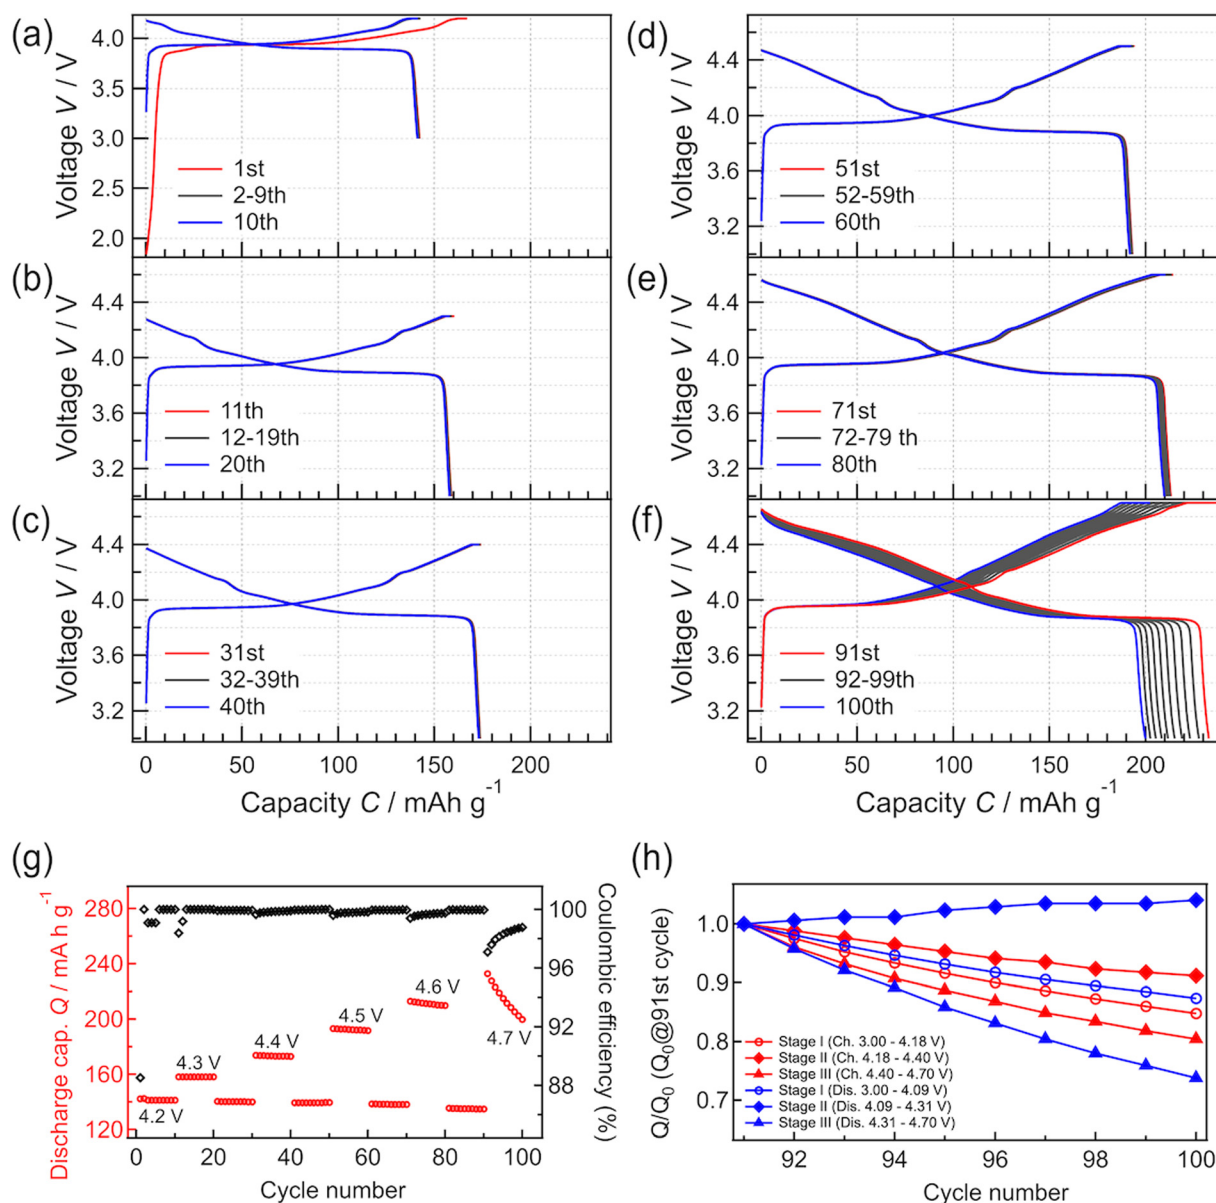 (a)
Voltage V / V
4.0
3.0
2.5
2.0
1st
2-9th
10th
(b)
Voltage V / V
4.4
4.0
3.6
3.2
11th
12-19th
20th
(c)
Voltage V / V
4.4
4.0
3.6
3.2
31st
32-39th
40th
0 50 100 150 200
Capacity C / mAh g-1
(d)
Voltage V / V
4.4
4.0
3.6
3.2
51st
52-59th
60th
(e)
Voltage V / V
4.4
4.0
3.6
3.2
71st
72-79 th
80th
(f)
Voltage V / V
4.4
4.0
3.6
3.2
91st
92-99th
100th
0 50 100 150 200
Capacity C / mAh g-1
(g)
Discharge cap. Q / mA h g-1
280
240
200
160
120
4.2 V
4.3 V
4.4 V
4.5 V
4.6 V
4.7 V
100
96
92
88
Coulombic efficiency (%)
0 20 40 60 80 100
Cycle number
(h)
Q/Q0 (Q0@91st cycle)
1.0
0.9
0.8
0.7
Stage I (Ch. 3.00 - 4.18 V)
Stage II (Ch. 4.18 - 4.40 V)
Stage III (Ch. 4.40 - 4.70 V)
Stage I (Dis. 3.00 - 4.09 V)
Stage II (Dis. 4.09 - 4.31 V)
Stage III (Dis. 4.31 - 4.70 V)
92 94 96 98 100
Cycle number